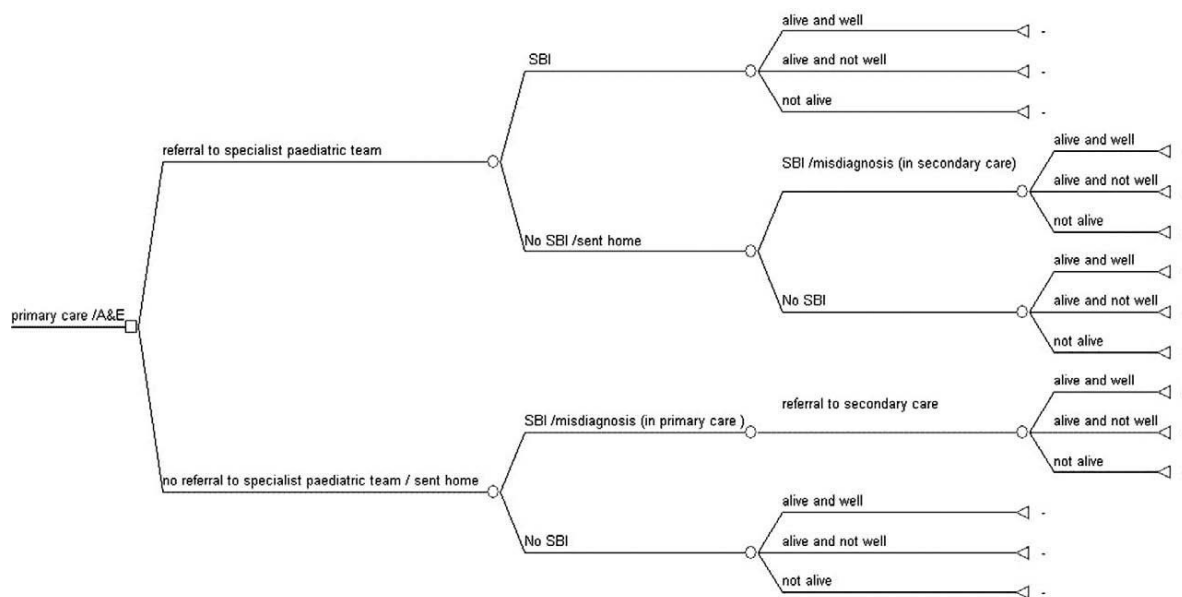 alive and well
SBI
alive and not well
not alive
referral to specialist paediatric team
alive and well
SBI /misdiagnosis (in secondary care)
alive and not well
not alive
No SBI /sent home
alive and well
No SBI
alive and not well
not alive
primary care /A&E
alive and well
referral to secondary care
SBI /misdiagnosis (in primary care )
alive and not well
not alive
no referral to specialist paediatric team / sent home
alive and well
No SBI
alive and not well
not alive